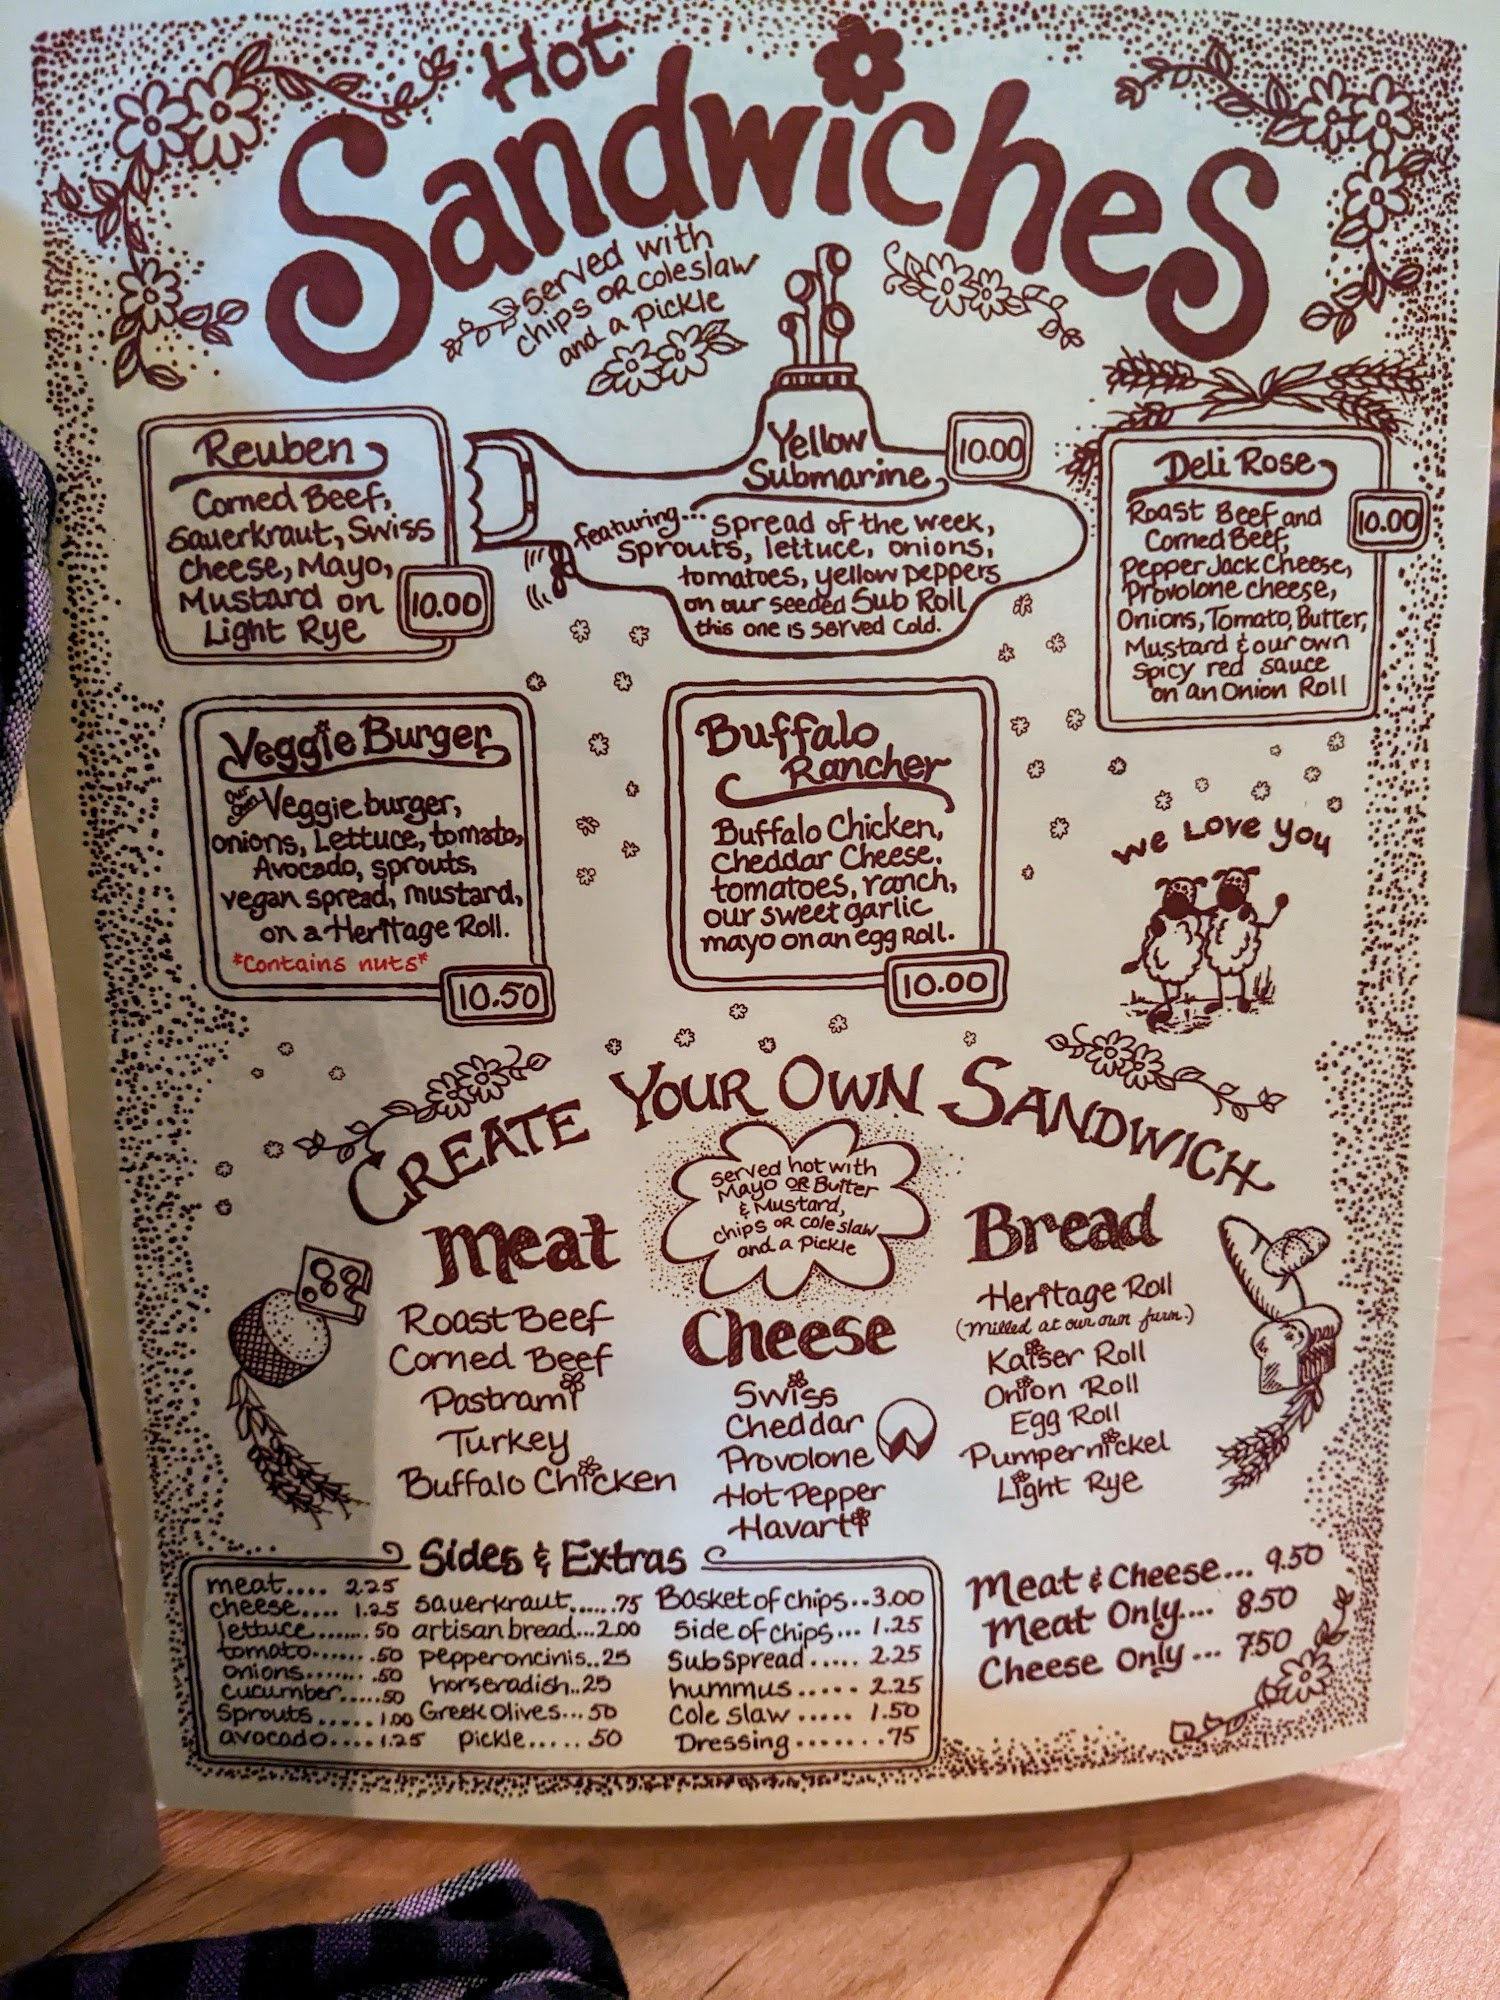 Hot
Sandwiches
served with
chips or coleslaw
and a pickle
Reuben
Corned Beef,
Sauerkraut, Swiss
Cheese, Mayo,
Mustard on
Light Rye
10.00
Yellow
Submarine
10.00
featuring... spread of the week,
sprouts, lettuce, onions,
tomatoes, yellow peppers
on our seeded Sub Roll
this one is served cold.
Deli Rose
10.00
Roast Beef and
Corned Beef,
Pepper Jack Cheese,
Provolone cheese,
Onions, Tomato, Butter,
Mustard & our own
spicy red sauce
on an Onion Roll
Veggie Burger
Our Own Veggie burger,
onions, Lettuce, tomato,
Avocado, sprouts,
vegan spread, mustard,
on a Heritage Roll.
*Contains nuts*
10.50
Buffalo
Rancher
Buffalo Chicken,
Cheddar Cheese,
tomatoes, ranch,
our sweet garlic
mayo on an egg Roll.
10.00
We Love You
CREATE YOUR OWN SANDWICH
served hot with
Mayo or Butter
& Mustard,
chips or cole slaw
and a pickle
Meat
Roast Beef
Corned Beef
Pastrami
Turkey
Buffalo Chicken
Cheese
Swiss
Cheddar
Provolone
Hot Pepper
Havarti
Bread
Heritage Roll
(Milled at our own farm.)
Kaiser Roll
Onion Roll
Egg Roll
Pumpernickel
Light Rye
Sides & Extras
meat.... 2.25
cheese.... 1.25
lettuce....... .50
tomato....... .50
onions....... .50
cucumber..... .50
Sprouts...... 1.00
avocado.... 1.25
sauerkraut...... .75
artisan bread... 2.00
pepperoncinis.. 25
horseradish.. 25
Greek Olives... 50
pickle..... 50
Basket of chips.. 3.00
Side of chips... 1.25
Sub Spread..... 2.25
hummus..... 2.25
Cole slaw..... 1.50
Dressing....... .75
Meat & Cheese... 9.50
Meat Only.... 8.50
Cheese Only... 7.50